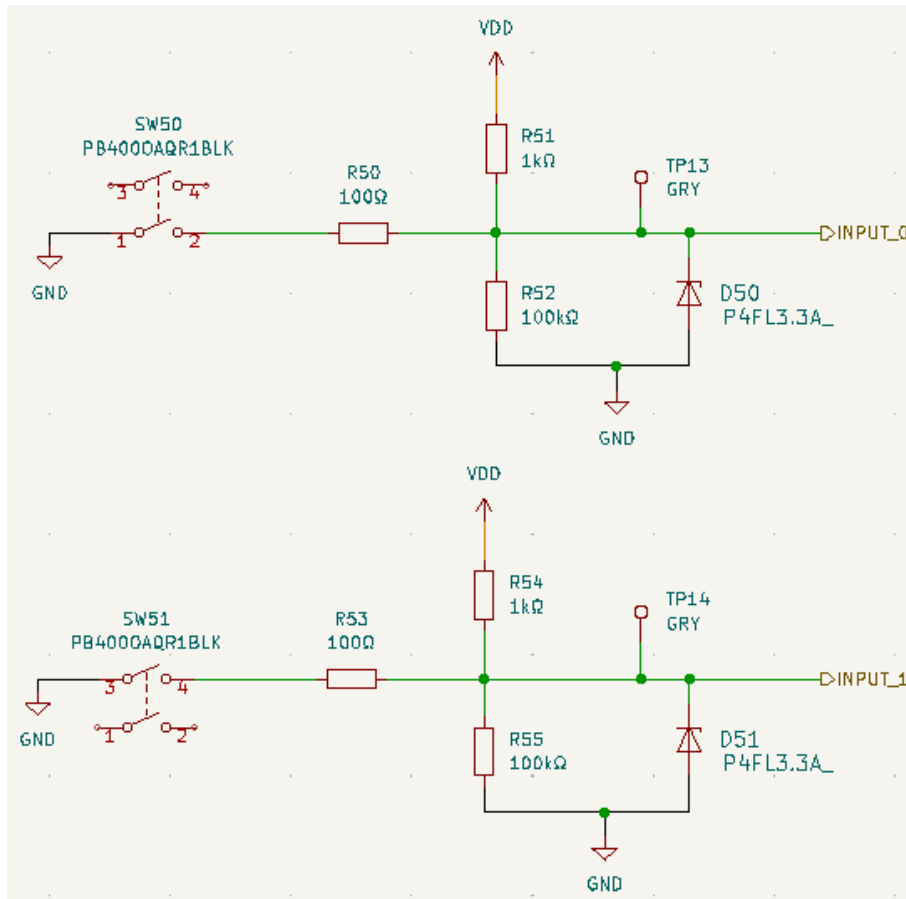 VDD
SW50
PB400OAQR1BLK
R51
1kΩ
TP13
GRY
R50
100Ω
3
4
1
2
INPUT_0
GND
R52
100kΩ
D50
P4FL3.3A_
GND
VDD
R54
1kΩ
TP14
GRY
SW51
PB400OAQR1BLK
R53
100Ω
3
4
INPUT_1
GND
1
2
R55
100kΩ
D51
P4FL3.3A_
GND